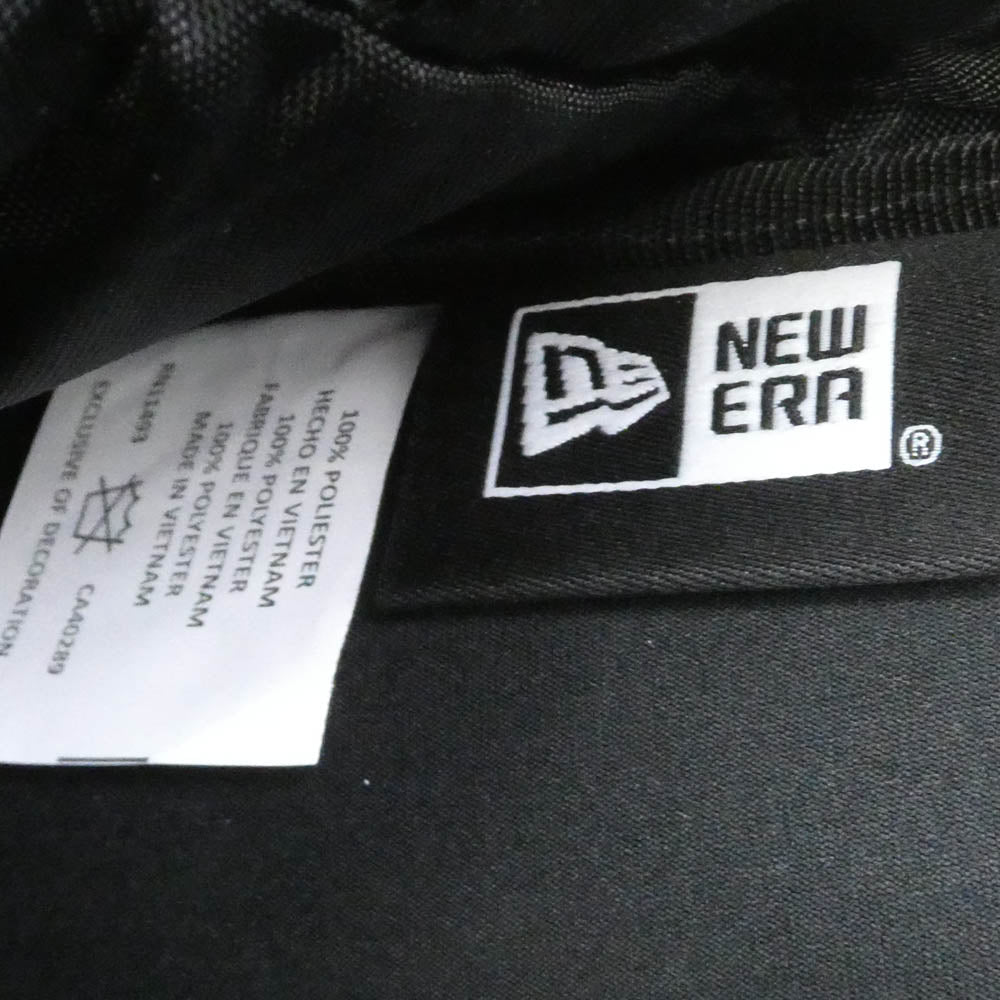 NEW
ERA
®
100% POLIESTER
HECHO EN VIETNAM
100% POLYESTER
FABRIQUE EN VIETNAM
100% POLYESTER
MADE IN VIETNAM
CA40289
EXCLUSIVE OF DECORATION